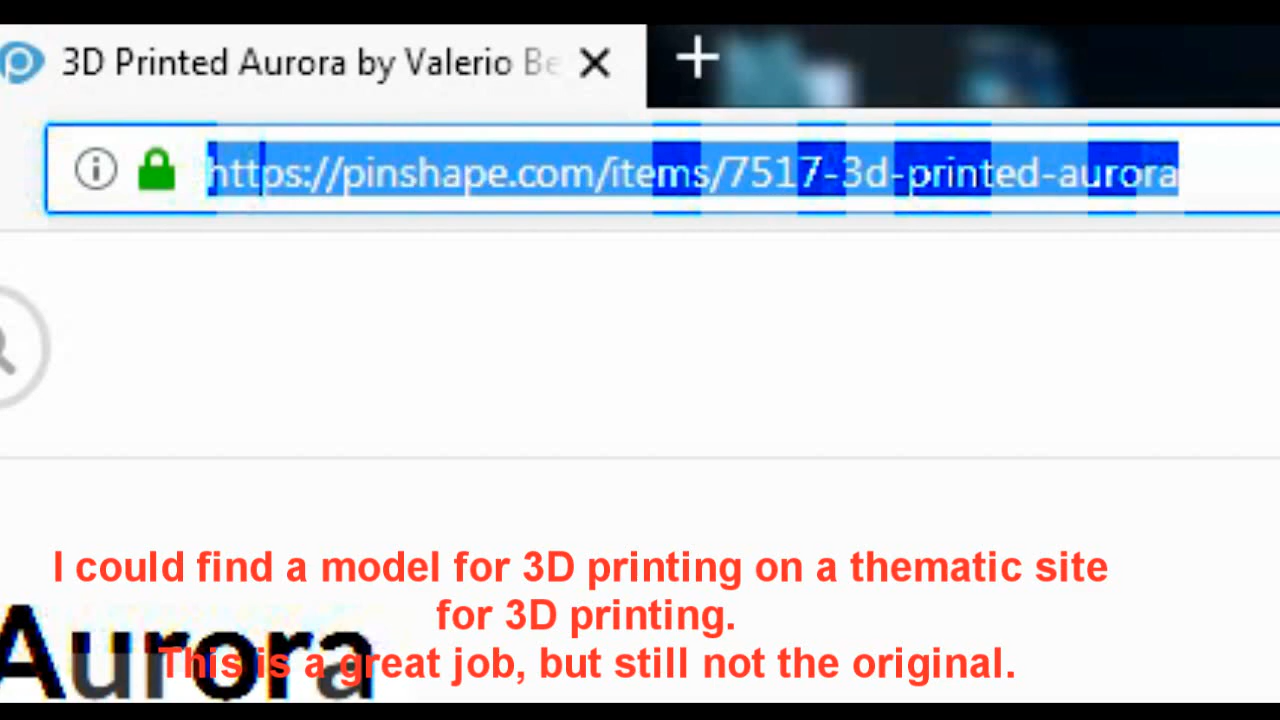 3D Printed Aurora by Valerio Be
https://pinshape.com/items/7517-3d-printed-aurora
I could find a model for 3D printing on a thematic site
for 3D printing.
Aurora
This is a great job, but still not the original.